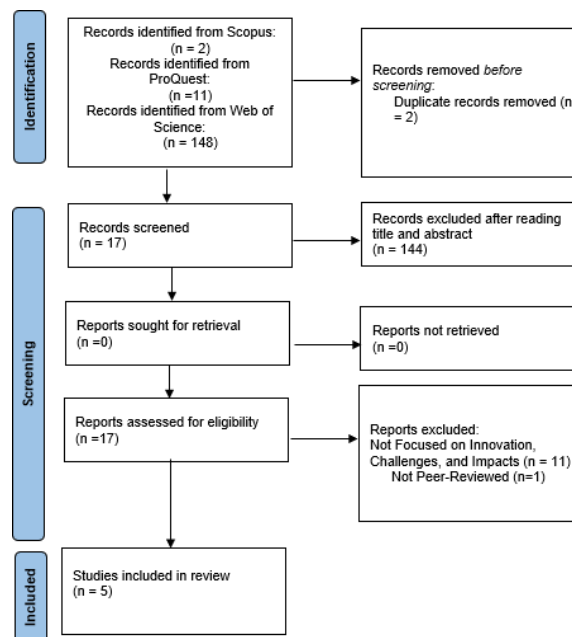 Identification
Records identified from Scopus:
(n = 2)
Records identified from
ProQuest:
(n =11)
Records identified from Web of
Science:
(n = 148)
Records removed before
screening:
Duplicate records removed (n
= 2)
Screening
Records screened
(n = 17)
Records excluded after reading
title and abstract
(n = 144)
Reports sought for retrieval
(n =0)
Reports not retrieved
(n =0)
Reports assessed for eligibility
(n =17)
Reports excluded:
Not Focused on Innovation,
Challenges, and Impacts (n = 11)
Not Peer-Reviewed (n=1)
Included
Studies included in review
(n = 5)